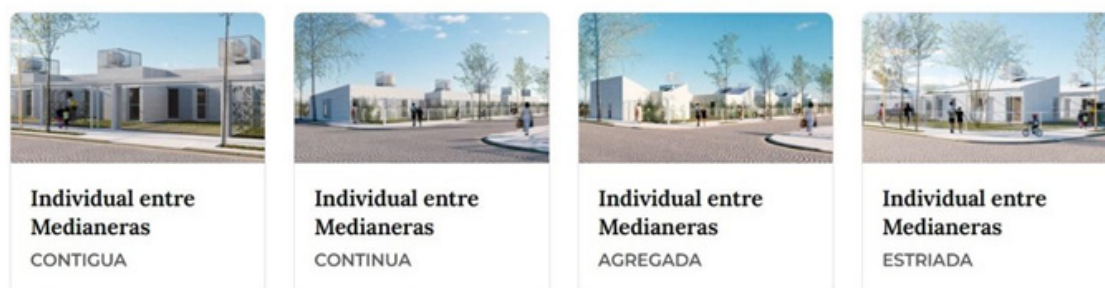 Individual entre
Medianeras
CONTIGUA
Individual entre
Medianeras
CONTINUA
Individual entre
Medianeras
AGREGADA
Individual entre
Medianeras
ESTRIADA